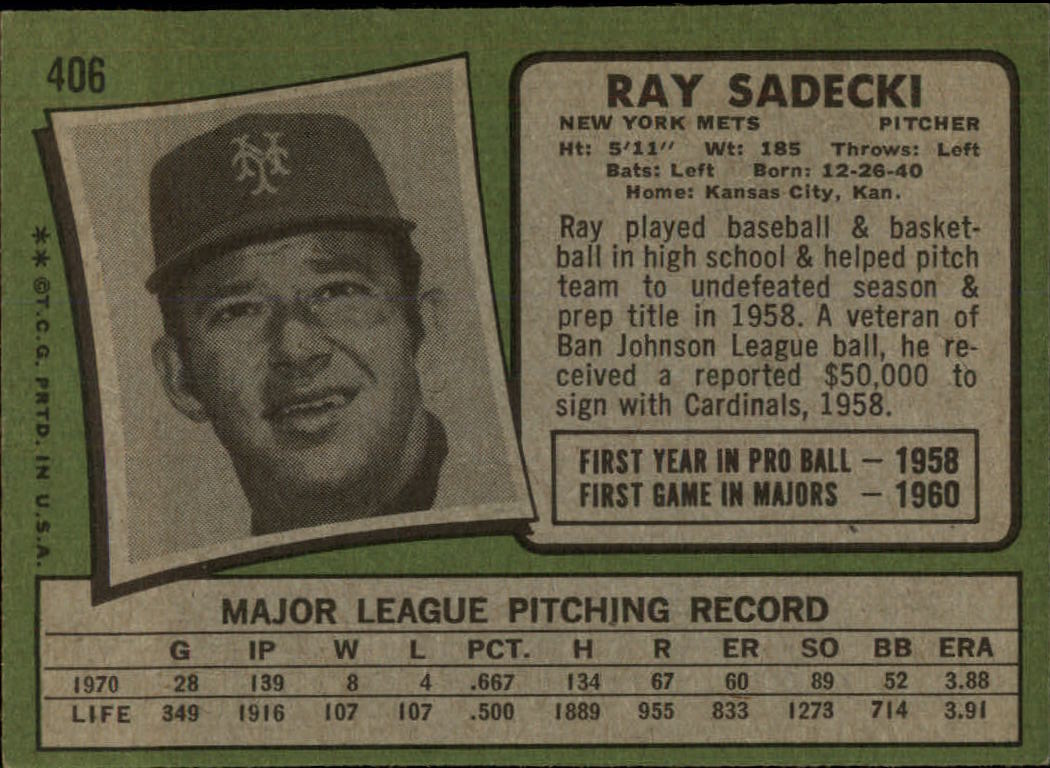 406
NY
RAY SADECKI
NEW YORK METS PITCHER
Ht: 5'11" Wt: 185 Throws: Left
Bats: Left Born: 12-26-40
Home: Kansas City, Kan.
Ray played baseball & basket-
ball in high school & helped pitch
team to undefeated season &
prep title in 1958. A veteran of
Ban Johnson League ball, he re-
ceived a reported $50,000 to
sign with Cardinals, 1958.
FIRST YEAR IN PRO BALL – 1958
FIRST GAME IN MAJORS – 1960
**©T.C.G. PRTD. IN U.S.A.
MAJOR LEAGUE PITCHING RECORD
G IP W L PCT. H R ER SO BB ERA
1970 28 139 8 4 .667 134 67 60 89 52 3.88
LIFE 349 1916 107 107 .500 1889 955 833 1273 714 3.91